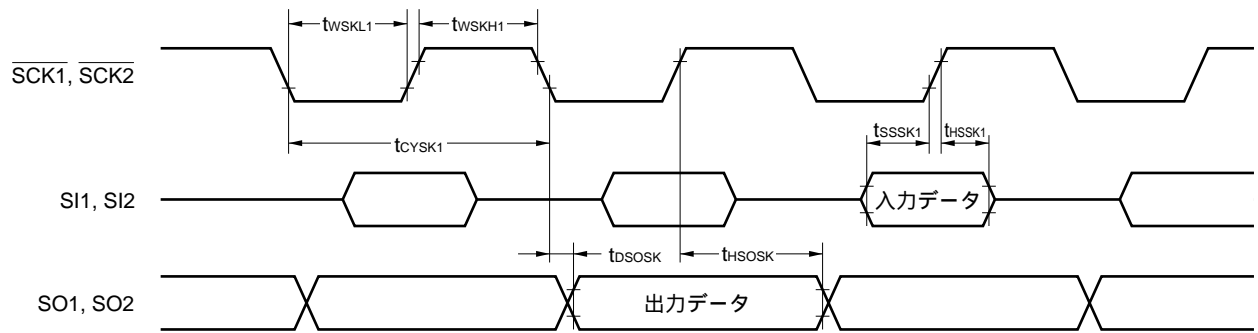 tWSKL1
tWSKH1
SCK1, SCK2
tCYSK1
tSSSK1
tHSSK1
SI1, SI2
入力データ
tDSOSK
tHSOSK
SO1, SO2
出力データ